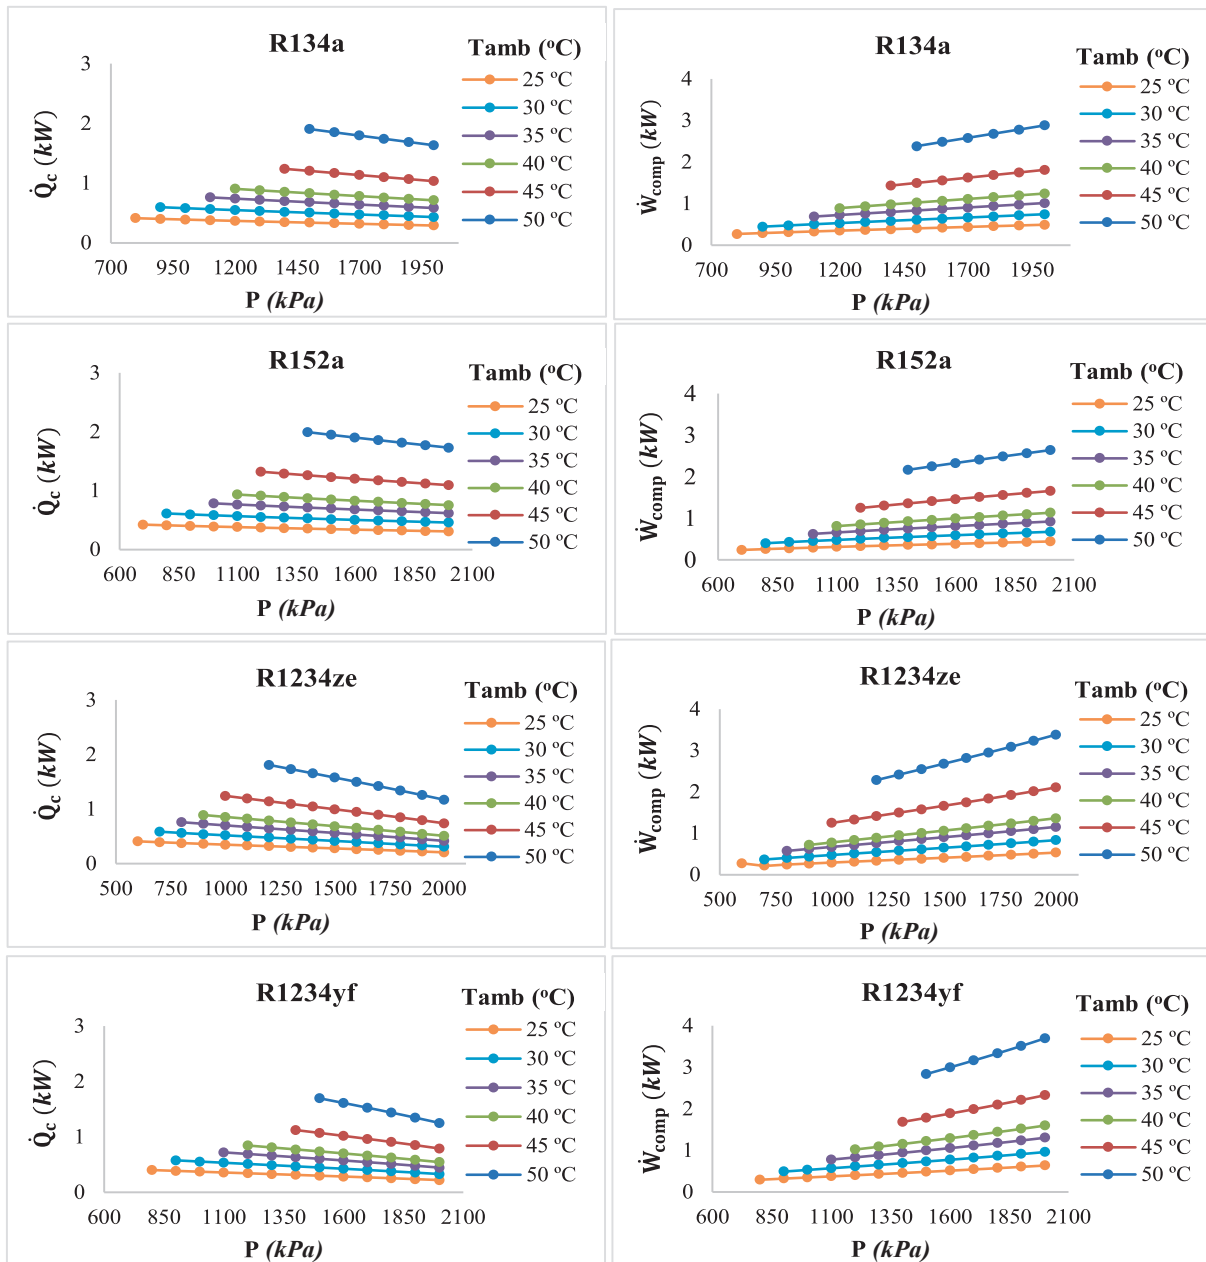 R134a
Tamb (ºC)
Q̇c (kW)
3
2
1
0
700 950 1200 1450 1700 1950
P (kPa)
25 ºC
30 ºC
35 ºC
40 ºC
45 ºC
50 ºC
R134a
Tamb (ºC)
Ẇcomp (kW)
4
3
2
1
0
700 950 1200 1450 1700 1950
P (kPa)
25 ºC
30 ºC
35 ºC
40 ºC
45 ºC
50 ºC
R152a
Tamb (ºC)
Q̇c (kW)
3
2
1
0
600 850 1100 1350 1600 1850 2100
P (kPa)
25 ºC
30 ºC
35 ºC
40 ºC
45 ºC
50 ºC
R152a
Tamb (ºC)
Ẇcomp (kW)
4
3
2
1
0
600 850 1100 1350 1600 1850 2100
P (kPa)
25 ºC
30 ºC
35 ºC
40 ºC
45 ºC
50 ºC
R1234ze
Tamb (ºC)
Q̇c (kW)
3
2
1
0
500 750 1000 1250 1500 1750 2000
P (kPa)
25 ºC
30 ºC
35 ºC
40 ºC
45 ºC
50 ºC
R1234ze
Tamb (ºC)
Ẇcomp (kW)
4
3
2
1
0
500 750 1000 1250 1500 1750 2000
P (kPa)
25 ºC
30 ºC
35 ºC
40 ºC
45 ºC
50 ºC
R1234yf
Tamb (ºC)
Q̇c (kW)
3
2
1
0
600 850 1100 1350 1600 1850 2100
P (kPa)
25 ºC
30 ºC
35 ºC
40 ºC
45 ºC
50 ºC
R1234yf
Tamb (ºC)
Ẇcomp (kW)
4
3
2
1
0
600 850 1100 1350 1600 1850 2100
P (kPa)
25 ºC
30 ºC
35 ºC
40 ºC
45 ºC
50 ºC